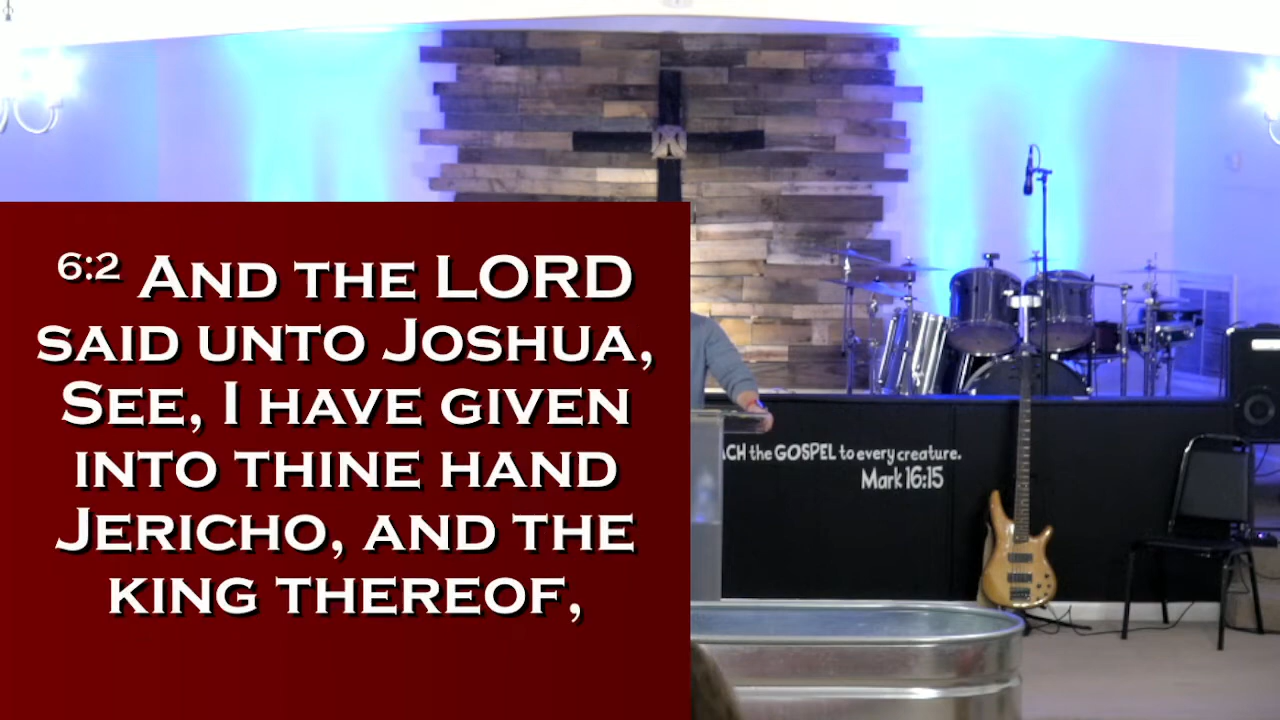 6:2 And the LORD
said unto Joshua,
See, I have given
into thine hand
Jericho, and the
king thereof,
the GOSPEL to every creature.
Mark 16:15